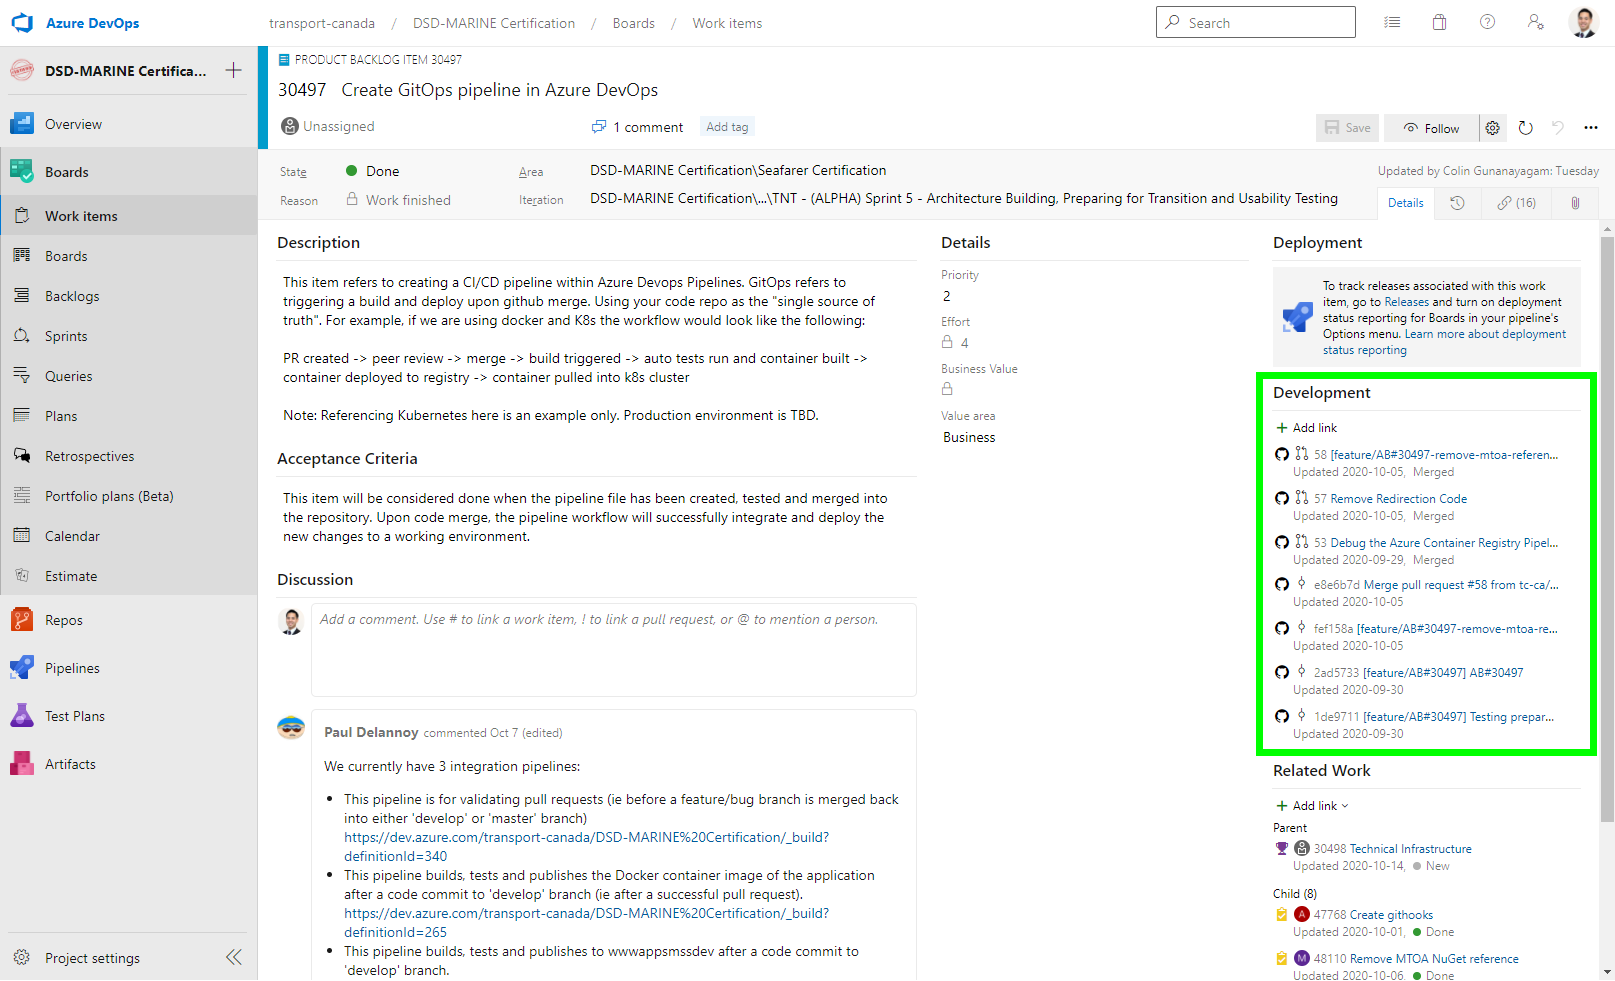 Azure DevOps
transport-canada / DSD-MARINE Certification / Boards / Work items
Search
DSD-MARINE Certifica...
Overview
Boards
Work items
Boards
Backlogs
Sprints
Queries
Plans
Retrospectives
Portfolio plans (Beta)
Calendar
Estimate
Repos
Pipelines
Test Plans
Artifacts
Project settings
PRODUCT BACKLOG ITEM 30497
30497 Create GitOps pipeline in Azure DevOps
Unassigned
1 comment
Add tag
Save
Follow
State
Done
Area
DSD-MARINE Certification\Seafarer Certification
Updated by Colin Gunanayagam: Tuesday
Reason
Work finished
Iteration
DSD-MARINE Certification\...\TNT - (ALPHA) Sprint 5 - Architecture Building, Preparing for Transition and Usability Testing
Details
(16)
Description
This item refers to creating a CI/CD pipeline within Azure Devops Pipelines. GitOps refers to
triggering a build and deploy upon github merge. Using your code repo as the "single source of
truth". For example, if we are using docker and K8s the workflow would look like the following:
PR created -> peer review -> merge -> build triggered -> auto tests run and container built ->
container deployed to registry -> container pulled into k8s cluster
Note: Referencing Kubernetes here is an example only. Production environment is TBD.
Acceptance Criteria
This item will be considered done when the pipeline file has been created, tested and merged into
the repository. Upon code merge, the pipeline workflow will successfully integrate and deploy the
new changes to a working environment.
Discussion
Add a comment. Use # to link a work item, ! to link a pull request, or @ to mention a person.
Paul Delannoy commented Oct 7 (edited)
We currently have 3 integration pipelines:
• This pipeline is for validating pull requests (ie before a feature/bug branch is merged back
into either 'develop' or 'master' branch)
https://dev.azure.com/transport-canada/DSD-MARINE%20Certification/_build?
definitionId=340
• This pipeline builds, tests and publishes the Docker container image of the application
after a code commit to 'develop' branch (ie after a successful pull request).
https://dev.azure.com/transport-canada/DSD-MARINE%20Certification/_build?
definitionId=265
• This pipeline builds, tests and publishes to wwwappsmssdev after a code commit to
'develop' branch.
Details
Priority
2
Effort
4
Business Value
Value area
Business
Deployment
To track releases associated with this work
item, go to Releases and turn on deployment
status reporting for Boards in your pipeline's
Options menu. Learn more about deployment
status reporting
Development
+ Add link
58 [feature/AB#30497-remove-mtoa-referen...
Updated 2020-10-05, Merged
57 Remove Redirection Code
Updated 2020-10-05, Merged
53 Debug the Azure Container Registry Pipel...
Updated 2020-09-29, Merged
e8e6b7d Merge pull request #58 from tc-ca/...
Updated 2020-10-05
fef158a [feature/AB#30497-remove-mtoa-re...
Updated 2020-10-05
2ad5733 [feature/AB#30497] AB#30497
Updated 2020-09-30
1de9711 [feature/AB#30497] Testing prepar...
Updated 2020-09-30
Related Work
+ Add link
Parent
30498 Technical Infrastructure
Updated 2020-10-14, New
Child (8)
A 47768 Create githooks
Updated 2020-10-01, Done
M 48110 Remove MTOA NuGet reference
Updated 2020-10-06, Done